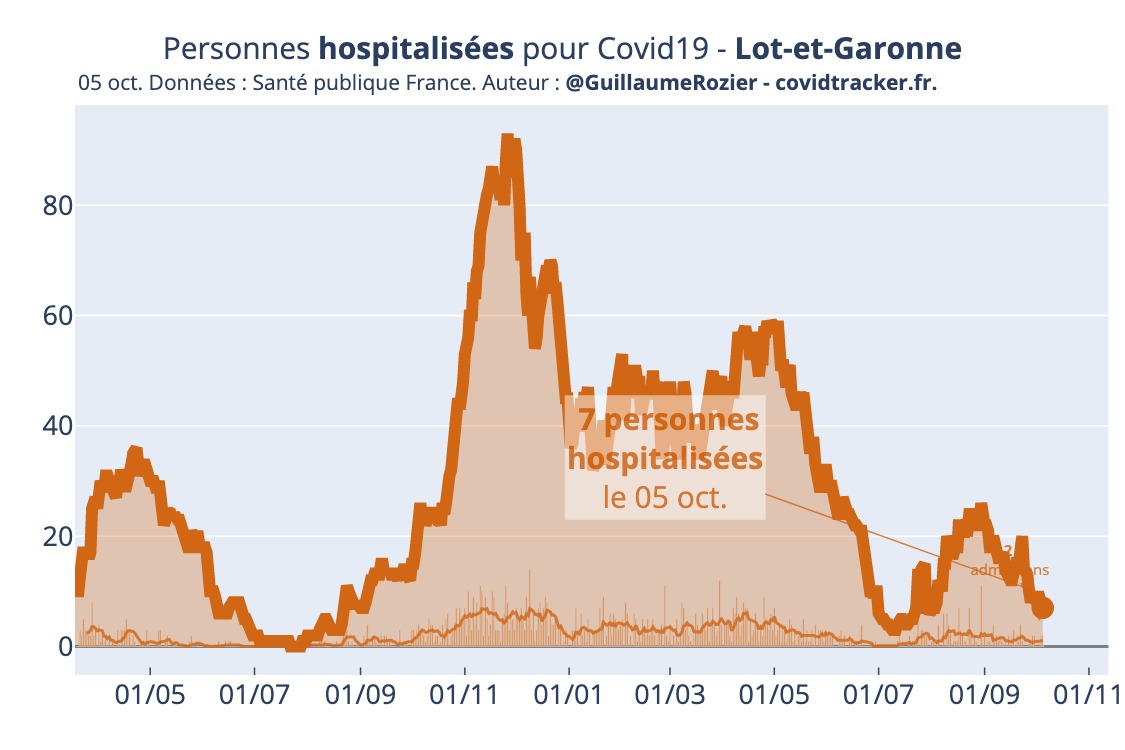 Personnes hospitalisées pour Covid19 - Lot-et-Garonne
05 oct. Données : Santé publique France. Auteur : @GuillaumeRozier - covidtracker.fr.
80
60
40
20
0
7 personnes
hospitalisées
le 05 oct.
2
admissions
01/05 01/07 01/09 01/11 01/01 01/03 01/05 01/07 01/09 01/11